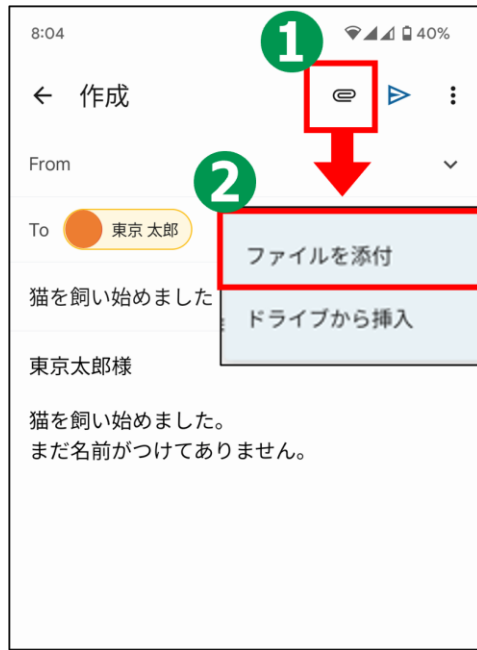 8:04
40%
1
作成
From
2
To
東京 太郎
ファイルを添付
猫を飼い始めました
ドライブから挿入
東京太郎様
猫を飼い始めました。
まだ名前がつけてありません。